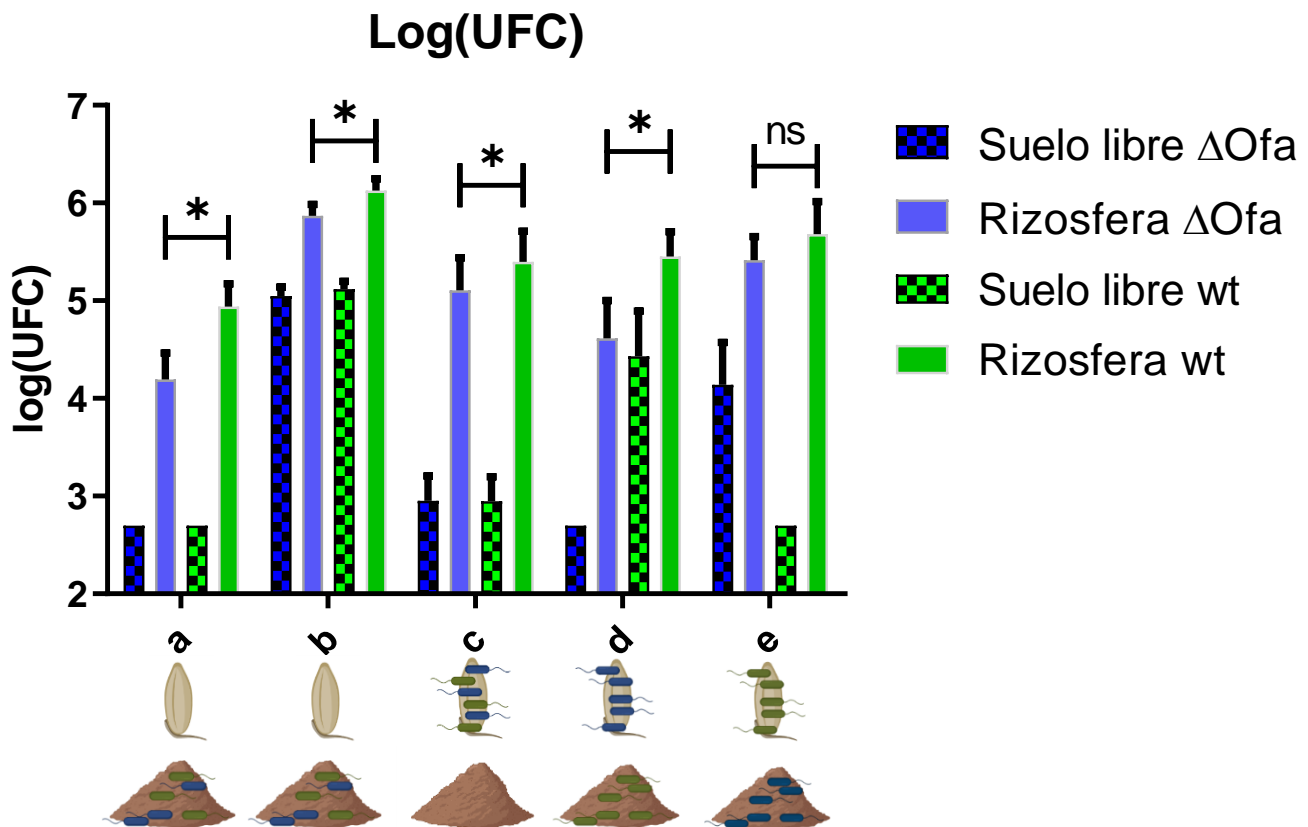 Log(UFC)
log(UFC)
7
6
5
4
3
2
*
*
*
*
ns
a
b
c
d
e
Suelo libre ΔOfa
Rizosfera ΔOfa
Suelo libre wt
Rizosfera wt